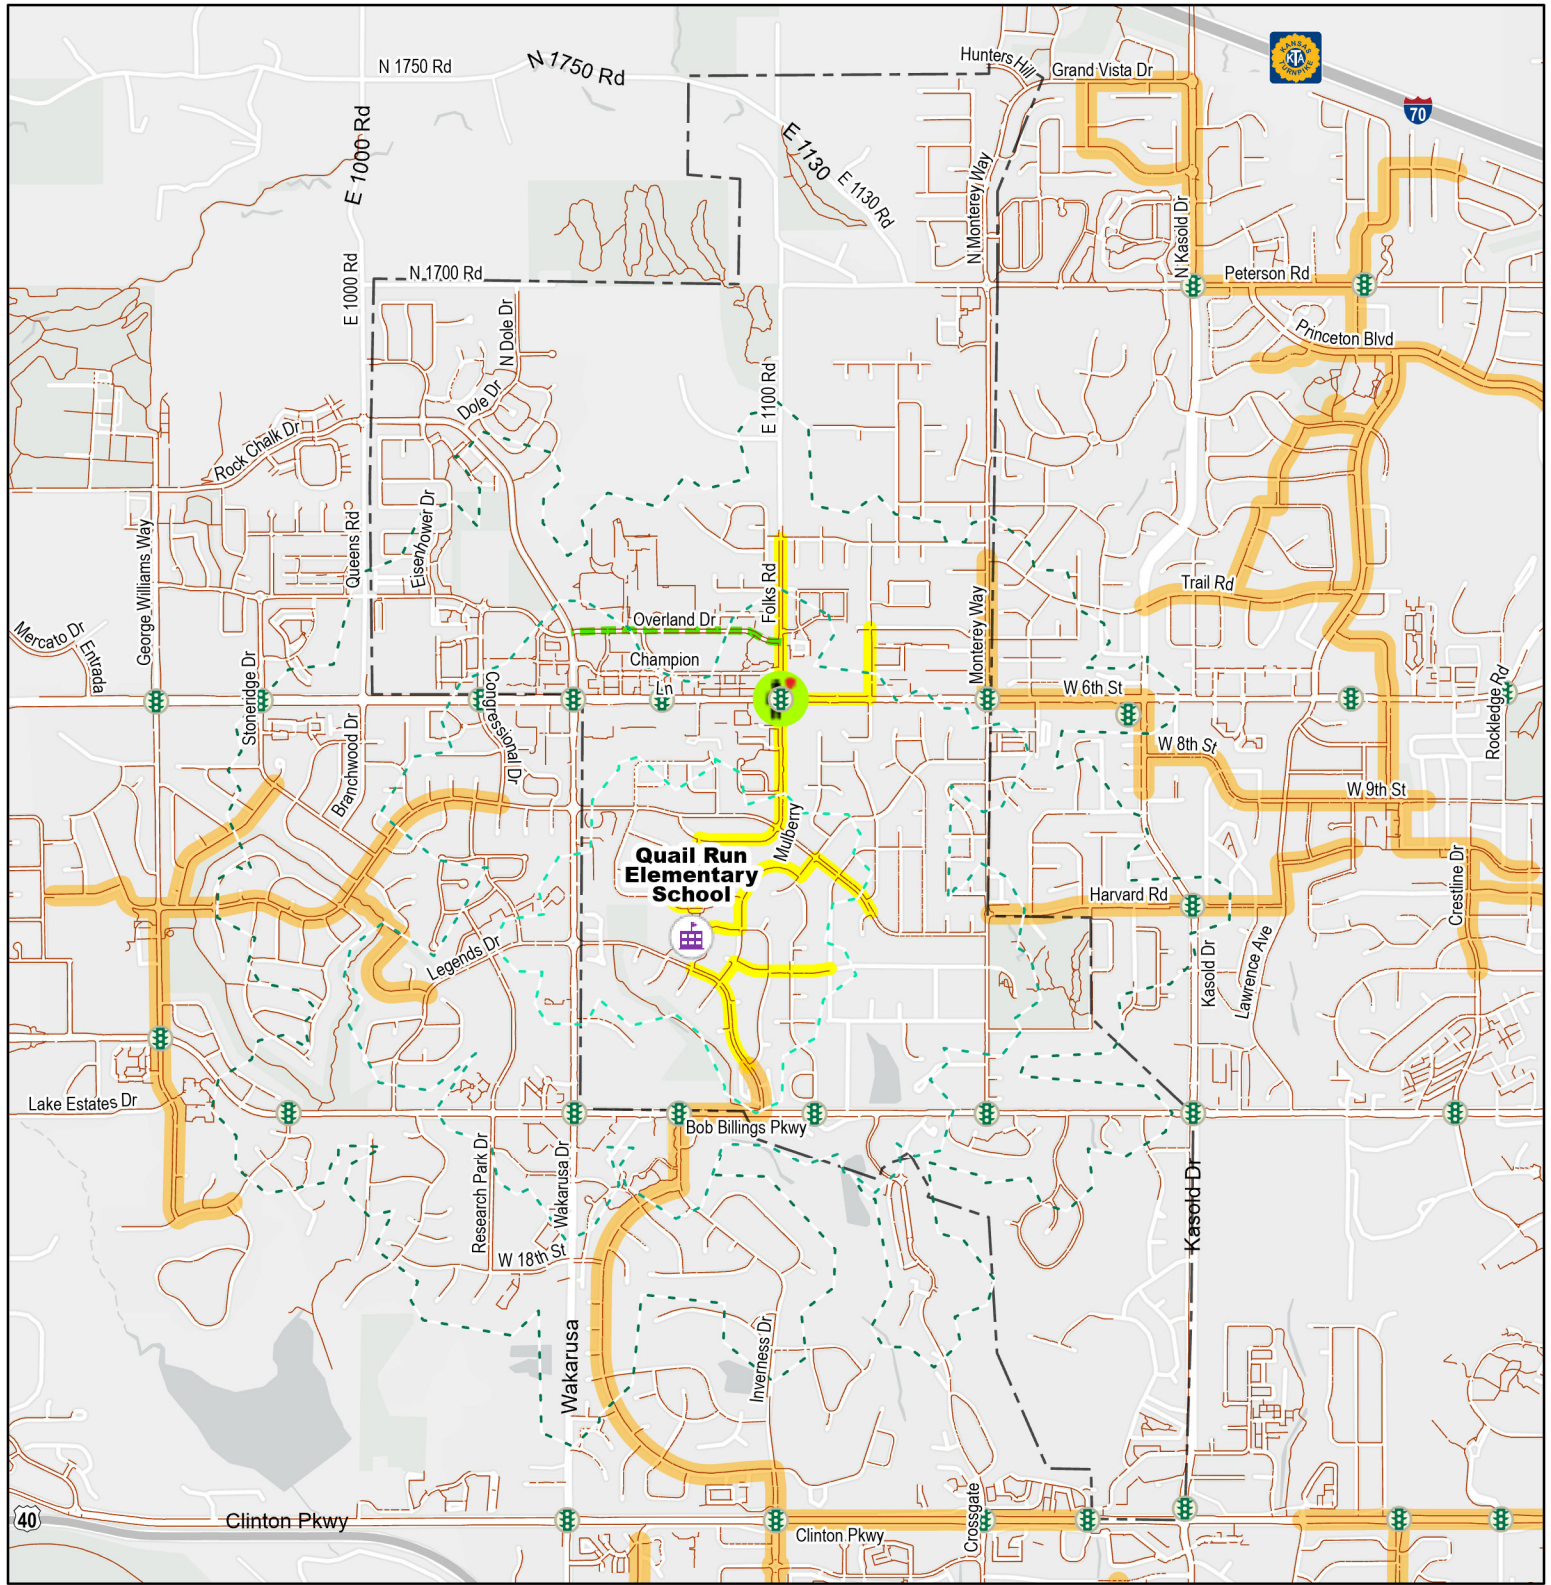 N 1750 Rd
N 1750 Rd
Hunters Hill
Grand Vista Dr
KANSAS
KTA
TURNPIKE
70
E 1000 Rd
E 1130
E 1130 Rd
N Monterey Way
N Kasold Dr
N 1700 Rd
E 1000 Rd
Peterson Rd
N Dole Dr
Princeton Blvd
E 1100 Rd
Dole Dr
Rock Chalk Dr
George Williams Way
Queens Rd
Eisenhower Dr
Folks Rd
Trail Rd
Monterey Way
Overland Dr
Mercato Dr
Entrada
Champion
Ln
Stoneridge Dr
Congressional Dr
W 6th St
Rockledge Rd
Branchwood Dr
W 8th St
W 9th St
Mulberry
Quail Run
Elementary
School
Harvard Rd
Crestline Dr
Legends Dr
Kasold Dr
Lawrence Ave
Lake Estates Dr
Bob Billings Pkwy
Research Park Dr
Wakarusa Dr
Kasold Dr
W 18th St
Wakarusa
Inverness Dr
Crossgate
40
Clinton Pkwy
Clinton Pkwy